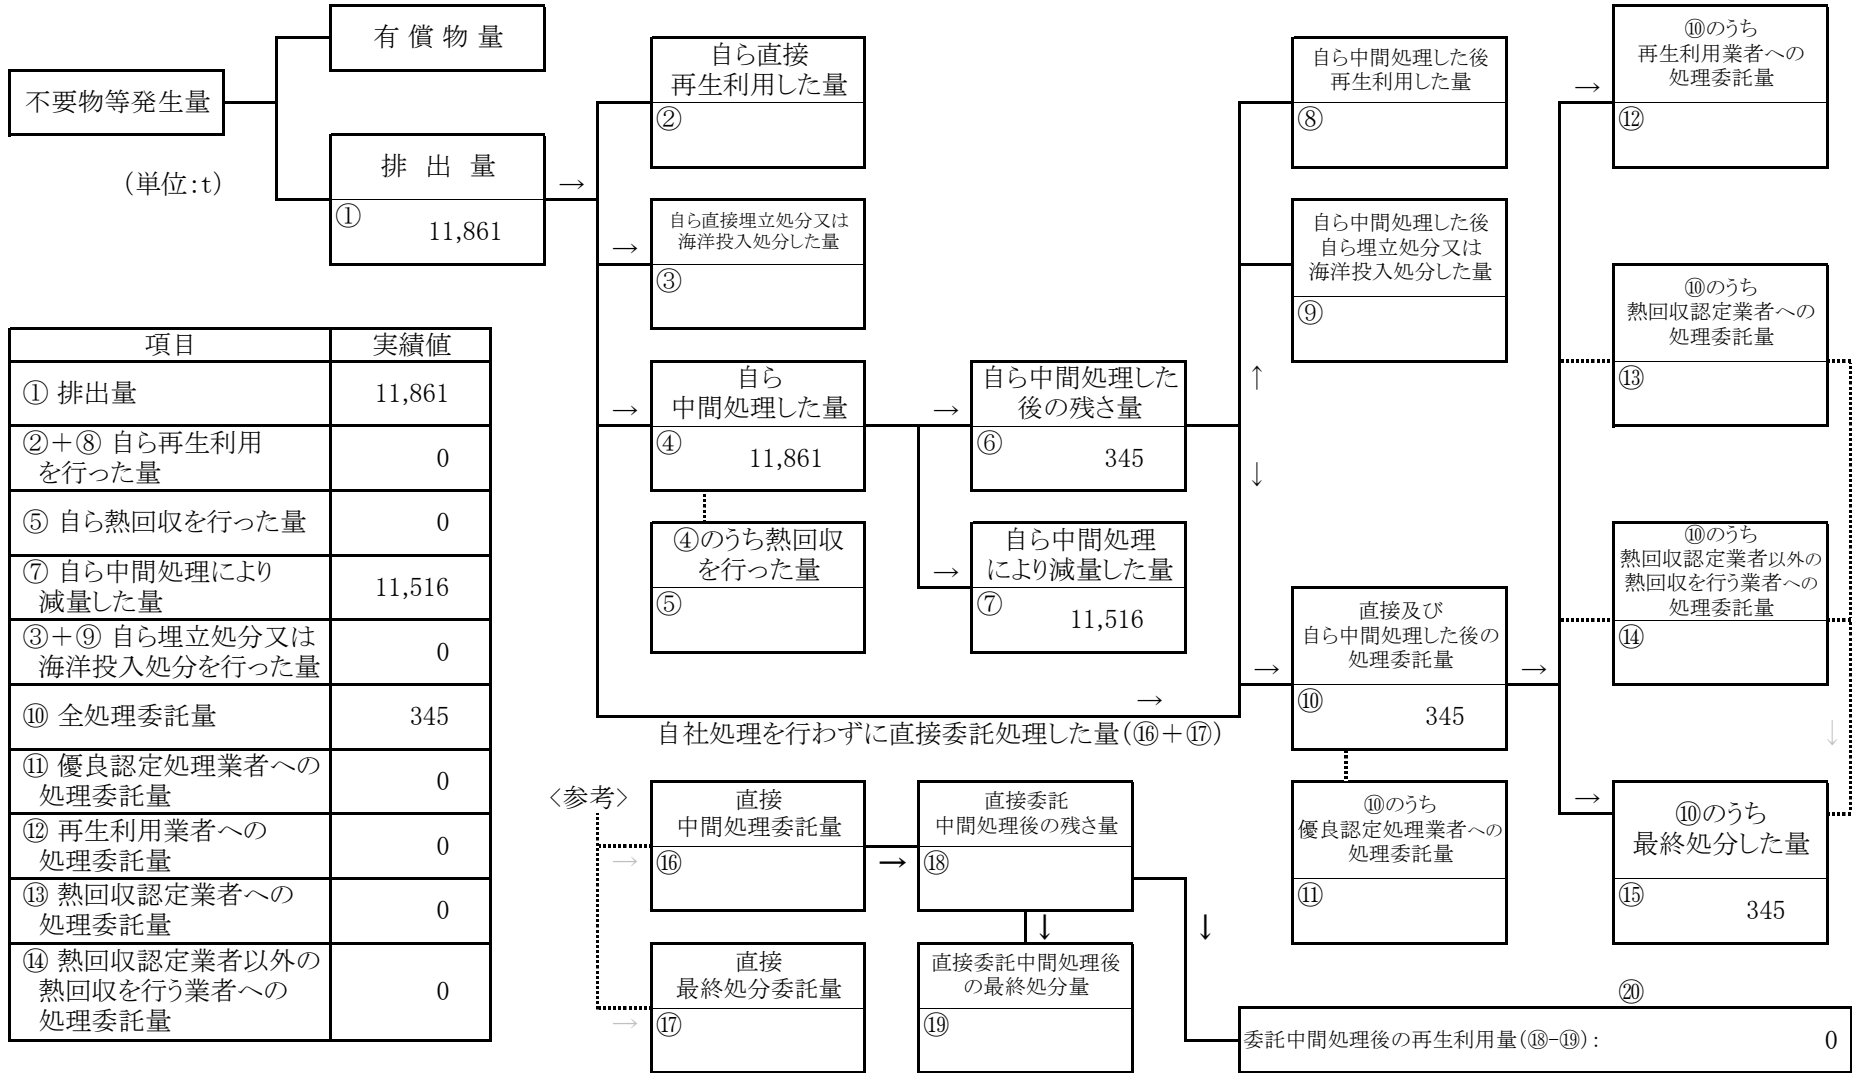 有 償 物 量
不要物等発生量
(単位:t)
排 出 量
①
11,861
→
自ら直接
再生利用した量
②
→
自ら直接埋立処分又は
海洋投入処分した量
③
→
自ら
中間処理した量
④
11,861
④のうち熱回収
を行った量
⑤
→
自ら中間処理した
後の残さ量
⑥
345
→
自ら中間処理
により減量した量
⑦
11,516
→
自社処理を行わずに直接委託処理した量(⑯+⑰)
↑
↓
自ら中間処理した後
再生利用した量
⑧
自ら中間処理した後
自ら埋立処分又は
海洋投入処分した量
⑨
→
直接及び
自ら中間処理した後の
処理委託量
⑩
345
⑩のうち
優良認定処理業者への
処理委託量
⑪
→
→
⑩のうち
再生利用業者への
処理委託量
⑫
⑩のうち
熱回収認定業者への
処理委託量
⑬
⑩のうち
熱回収認定業者以外の
熱回収を行う業者への
処理委託量
⑭
↓
→
⑩のうち
最終処分した量
⑮
345
項目 実績値
① 排出量 11,861
②+⑧ 自ら再生利用
を行った量 0
⑤ 自ら熱回収を行った量 0
⑦ 自ら中間処理により
減量した量 11,516
③+⑨ 自ら埋立処分又は
海洋投入処分を行った量 0
⑩ 全処理委託量 345
⑪ 優良認定処理業者への
処理委託量 0
⑫ 再生利用業者への
処理委託量 0
⑬ 熱回収認定業者への
処理委託量 0
⑭ 熱回収認定業者以外の
熱回収を行う業者への
処理委託量 0
<参考>
→
直接
中間処理委託量
⑯
→
直接
最終処分委託量
⑰
→
直接委託
中間処理後の残さ量
⑱
↓
直接委託中間処理後
の最終処分量
⑲
↓
⑳
委託中間処理後の再生利用量(⑱-⑲): 0